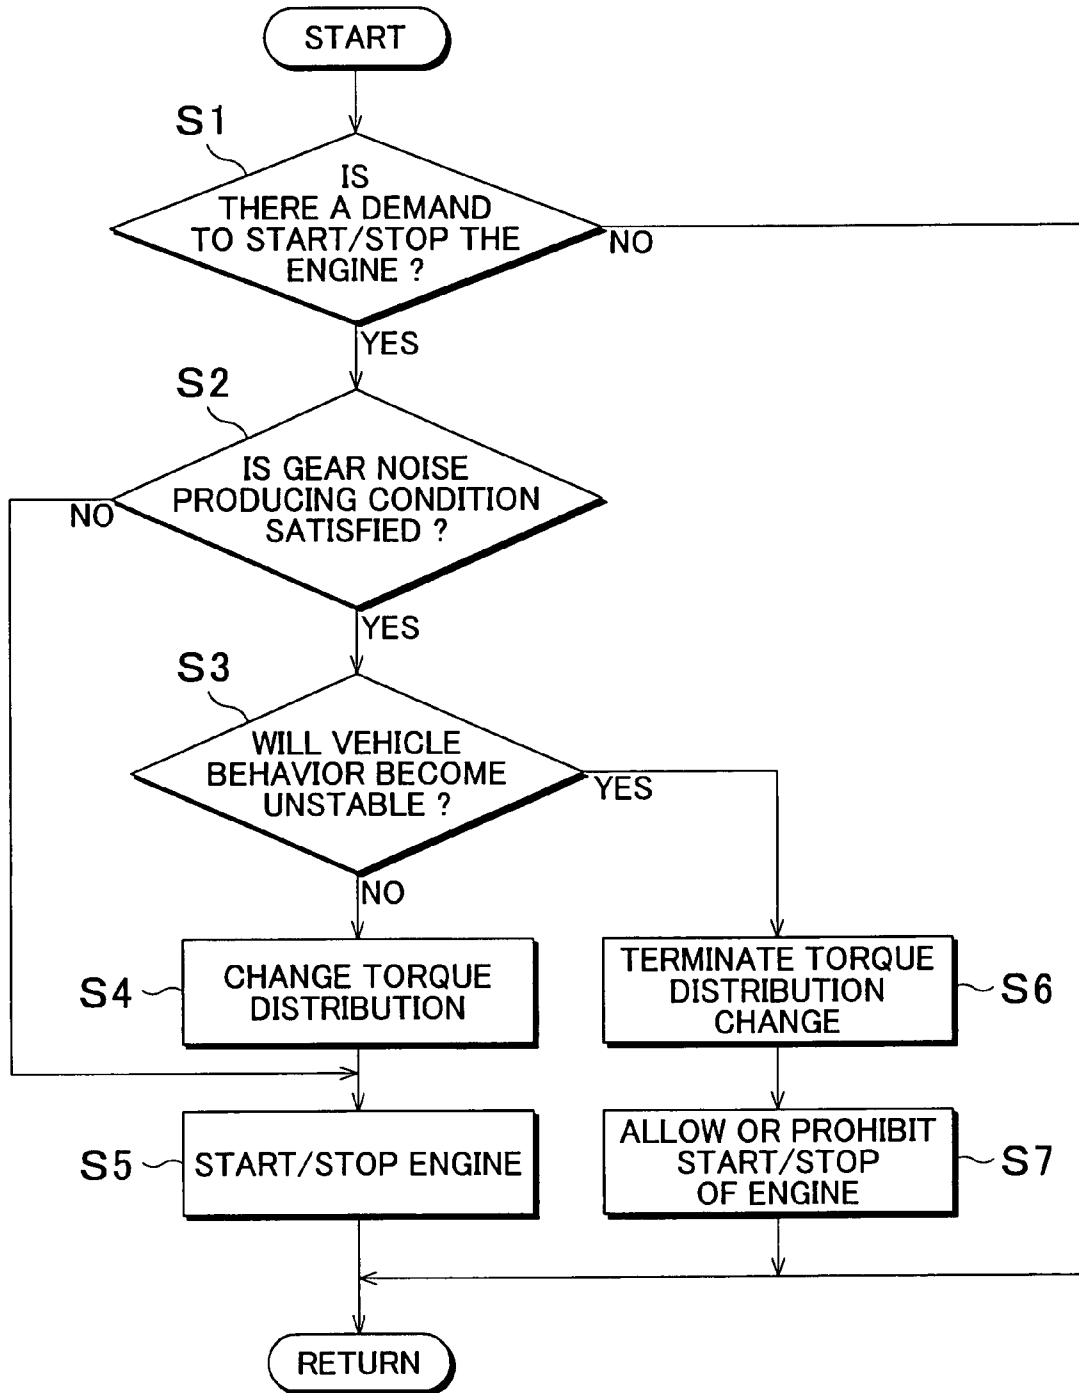 START
S1
IS
THERE A DEMAND
TO START/STOP THE
ENGINE ?
NO
YES
S2
IS GEAR NOISE
PRODUCING CONDITION
SATISFIED ?
NO
YES
S3
WILL VEHICLE
BEHAVIOR BECOME
UNSTABLE ?
YES
NO
S4
CHANGE TORQUE
DISTRIBUTION
TERMINATE TORQUE
DISTRIBUTION
CHANGE
S6
S5
START/STOP ENGINE
ALLOW OR PROHIBIT
START/STOP
OF ENGINE
S7
RETURN